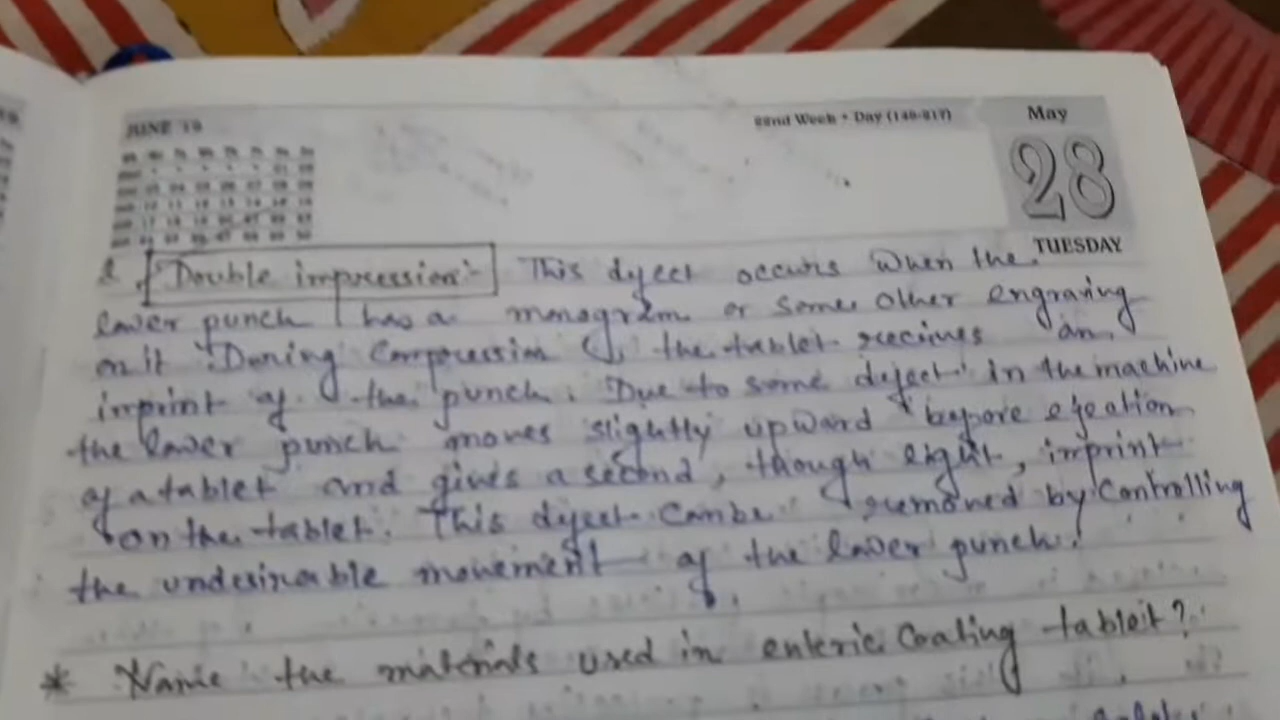 JUNE '19
22nd Week • Day (148-217)
May
28
TUESDAY
Double impression:- This defect occurs when the
lower punch has a monogram or some other engraving
on it During Compression, the tablet receives an
imprint of the punch. Due to some defect in the machine
the lower punch moves slightly upward before ejection
of a tablet and gives a second, though light, imprint
on the tablet. This defect can be removed by Controlling
the undesirable movement of the lower punch.
* Name the materials used in enteric Coating tablet?